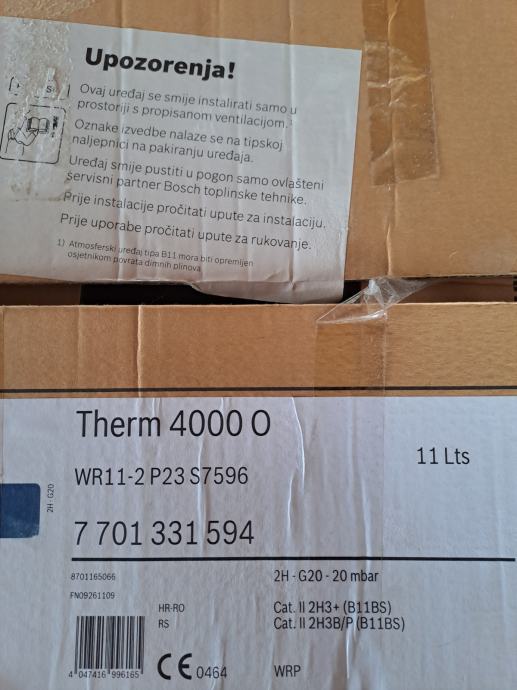 Upozorenja!
Ovaj uređaj se smije instalirati samo u
prostoriji s propisanom ventilacijom.¹
Oznake izvedbe nalaze se na tipskoj
naljepnici na pakiranju uređaja.
Uređaj smije pustiti u pogon samo ovlašteni
servisni partner Bosch toplinske tehnike.
Prije instalacije pročitati upute za instalaciju.
Prije uporabe pročitati upute za rukovanje.
1) Atmosferski uređaj tipa B11 mora biti opremljen
osjetnikom povrata dimnih plinova
Therm 4000 O
11 Lts
WR11-2 P23 S7596
2H - G20
7 701 331 594
8701165066
2H - G20 - 20 mbar
FN09261109
HR-RO
Cat. II 2H3+ (B11BS)
RS
Cat. II 2H3B/P (B11BS)
CE 0464
WRP
4 047416 996165